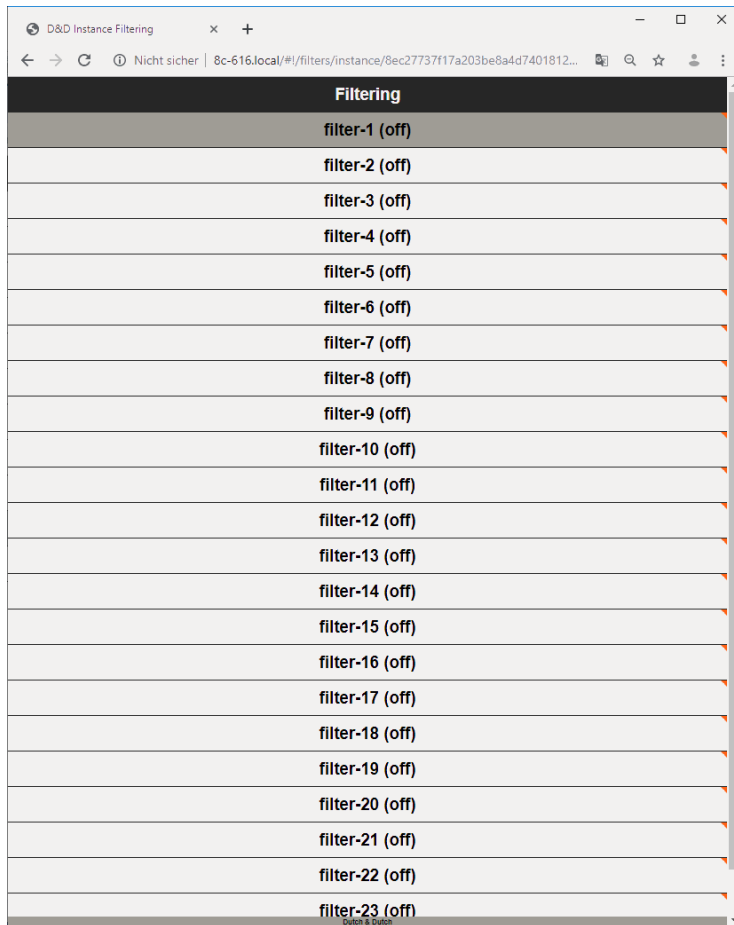 D&D Instance Filtering
Nicht sicher | 8c-616.local/#!/filters/instance/8ec27737f17a203be8a4d7401812...
Filtering
filter-1 (off)
filter-2 (off)
filter-3 (off)
filter-4 (off)
filter-5 (off)
filter-6 (off)
filter-7 (off)
filter-8 (off)
filter-9 (off)
filter-10 (off)
filter-11 (off)
filter-12 (off)
filter-13 (off)
filter-14 (off)
filter-15 (off)
filter-16 (off)
filter-17 (off)
filter-18 (off)
filter-19 (off)
filter-20 (off)
filter-21 (off)
filter-22 (off)
filter-23 (off)
Dutch & Dutch